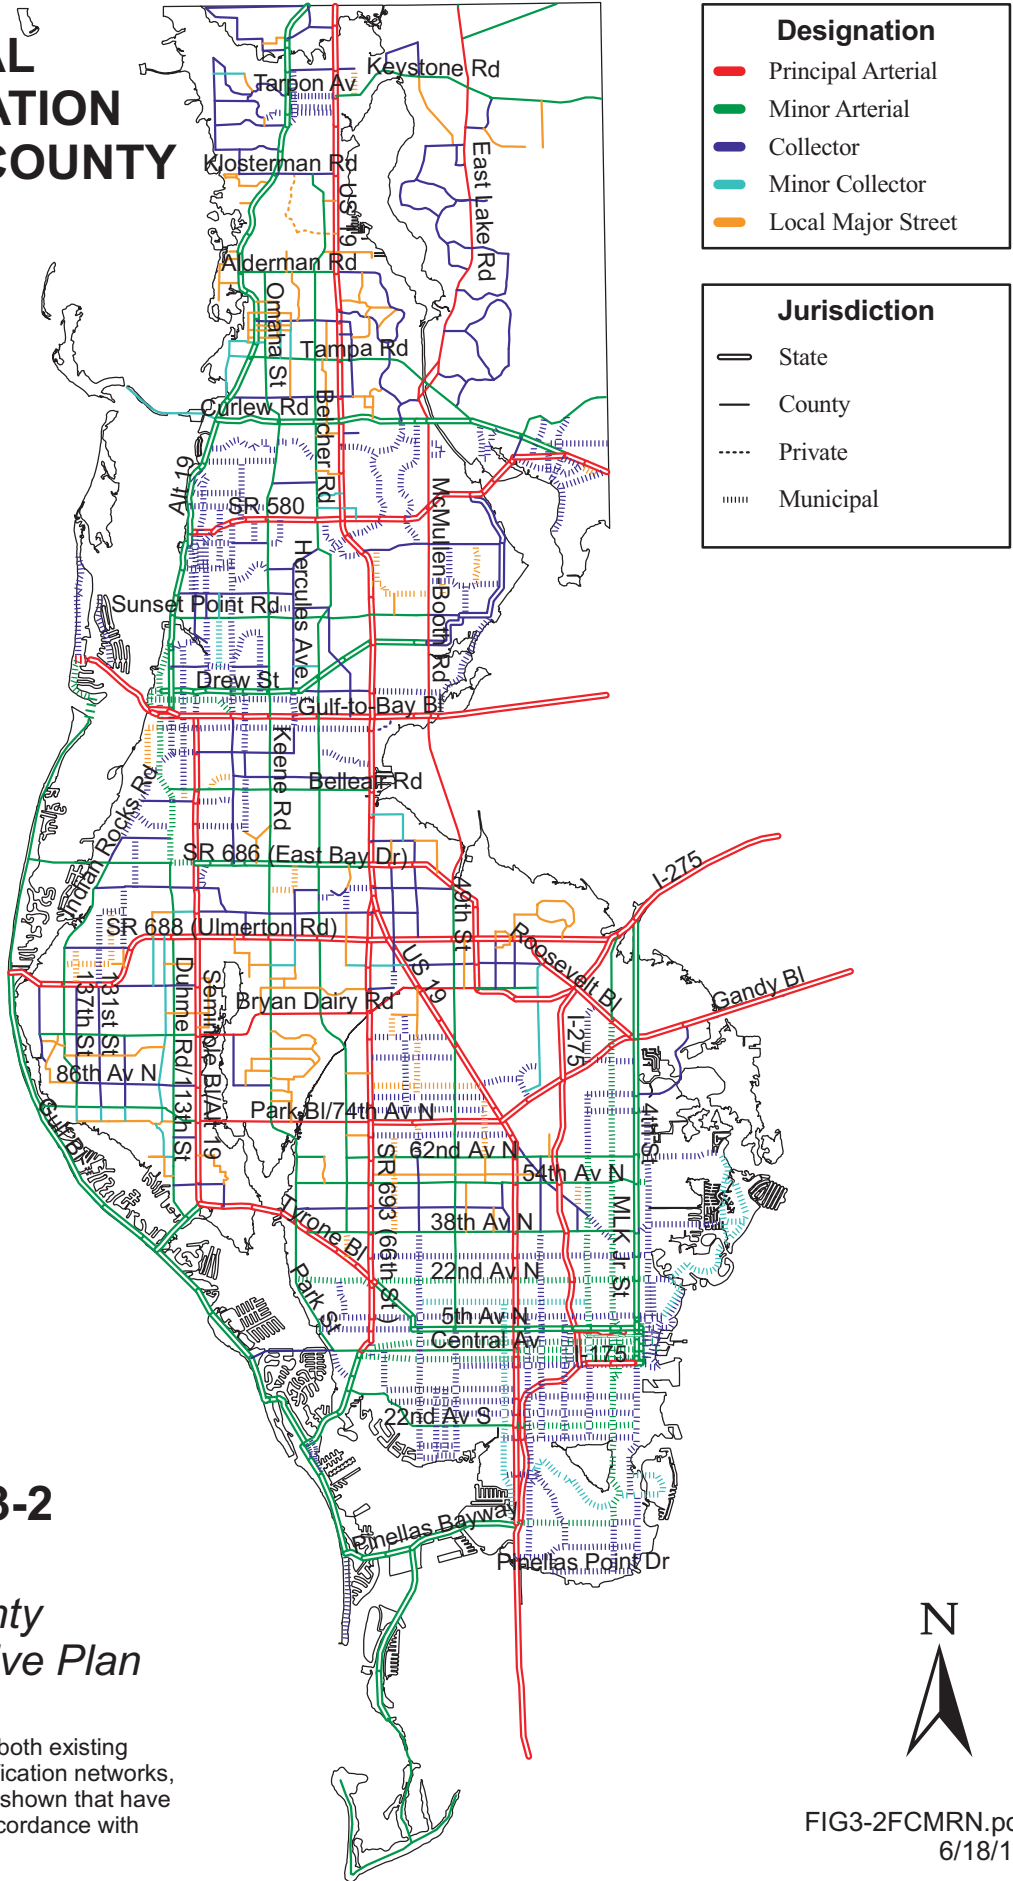 AL
ATION
COUNTY
Designation
Principal Arterial
Minor Arterial
Collector
Minor Collector
Local Major Street
Jurisdiction
State
County
Private
Municipal
Tarpon Av
Keystone Rd
Klosterman Rd
US 19
East Lake Rd
Alderman Rd
Omaha St
Tampa Rd
Curlew Rd
Belcher Rd
Alt 19
SR 580
McMullen-Booth Rd
Hercules Ave.
Sunset Point Rd
Drew St
Gulf-to-Bay Bl
Keene Rd
Belleair Rd
Indian Rocks Rd
SR 686 (East Bay Dr)
I-275
49th St
SR 688 (Ulmerton Rd)
Roosevelt Bl
US 19
Gandy Bl
137th St
131st St
Duhme Rd/113th St
Seminole Bl/Alt 19
Bryan Dairy Rd
I-275
86th Av N
Gulf Bl
Park Bl/74th Av N
4th St
62nd Av N
54th Av N
SR 693 (66th St )
38th Av N
MLK Jr St
Tyrone Bl
22nd Av N
Park St
5th Av N
Central Av
I-175
22nd Av S
3-2
Pinellas Bayway
Pinellas Point Dr
nty
ive Plan
N
both existing
fication networks,
shown that have
cordance with
FIG3-2FCMRN.pd
6/18/1